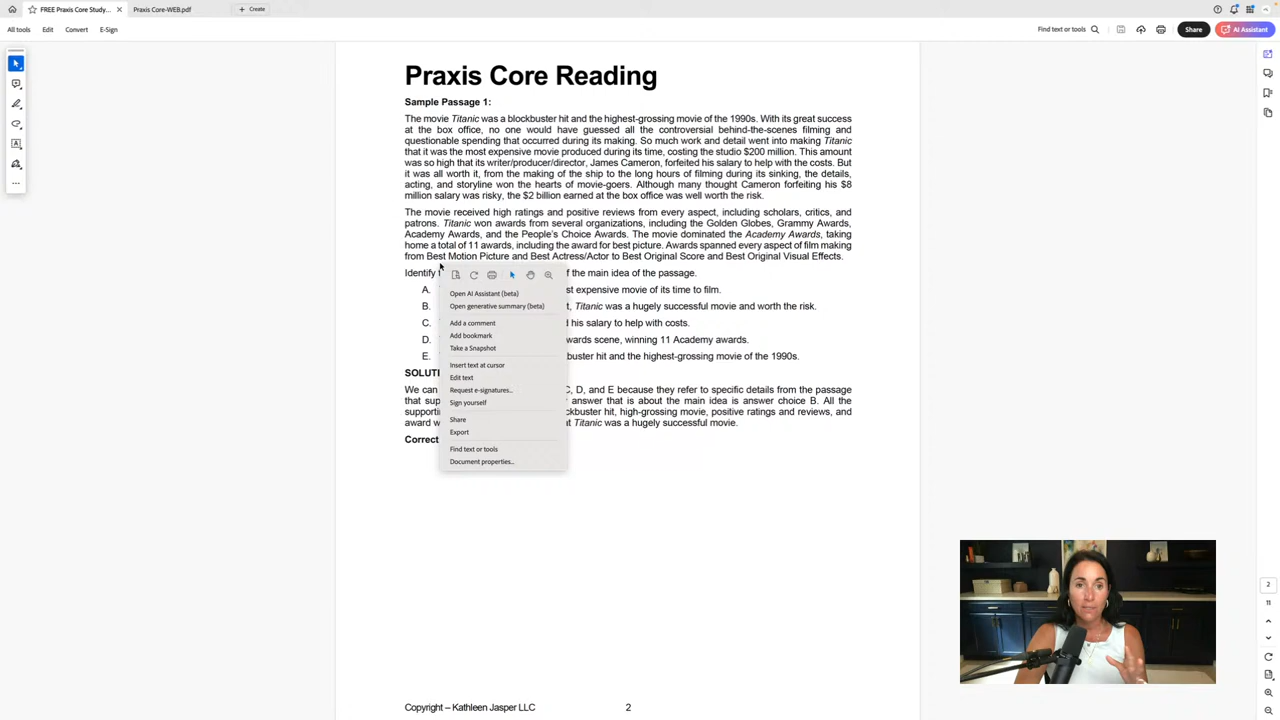 FREE Praxis Core Study... Praxis Core-WEB.pdf Create
All tools Edit Convert E-Sign Find text or tools Share AI Assistant
Praxis Core Reading
Sample Passage 1:
The movie Titanic was a blockbuster hit and the highest-grossing movie of the 1990s. With its great success
at the box office, no one would have guessed all the controversial behind-the-scenes filming and
questionable spending that occurred during its making. So much work and detail went into making Titanic
that it was the most expensive movie produced during its time, costing the studio $200 million. This amount
was so high that its writer/producer/director, James Cameron, forfeited his salary to help with the costs. But
it was all worth it, from the making of the ship to the long hours of filming during its sinking, the details,
acting, and storyline won the hearts of movie-goers. Although many thought Cameron forfeiting his $8
million salary was risky, the $2 billion earned at the box office was well worth the risk.
The movie received high ratings and positive reviews from every aspect, including scholars, critics, and
patrons. Titanic won awards from several organizations, including the Golden Globes, Grammy Awards,
Academy Awards, and the People's Choice Awards. The movie dominated the Academy Awards, taking
home a total of 11 awards, including the award for best picture. Awards spanned every aspect of film making
from Best Motion Picture and Best Actress/Actor to Best Original Score and Best Original Visual Effects.
Identify of the main idea of the passage.
A. st expensive movie of its time to film.
B. t, Titanic was a hugely successful movie and worth the risk.
C. d his salary to help with costs.
D. wards scene, winning 11 Academy awards.
E. buster hit and the highest-grossing movie of the 1990s.
SOLUT
We can C, D, and E because they refer to specific details from the passage
that sup answer that is about the main idea is answer choice B. All the
supporti ckbuster hit, high-grossing movie, positive ratings and reviews, and
award w t Titanic was a hugely successful movie.
Correct
Open AI Assistant (beta)
Open generative summary (beta)
Add a comment
Add bookmark
Take a Snapshot
Insert text at cursor
Edit text
Request e-signatures...
Sign yourself
Share
Export
Find text or tools
Document properties...
2
11
Copyright – Kathleen Jasper LLC 2